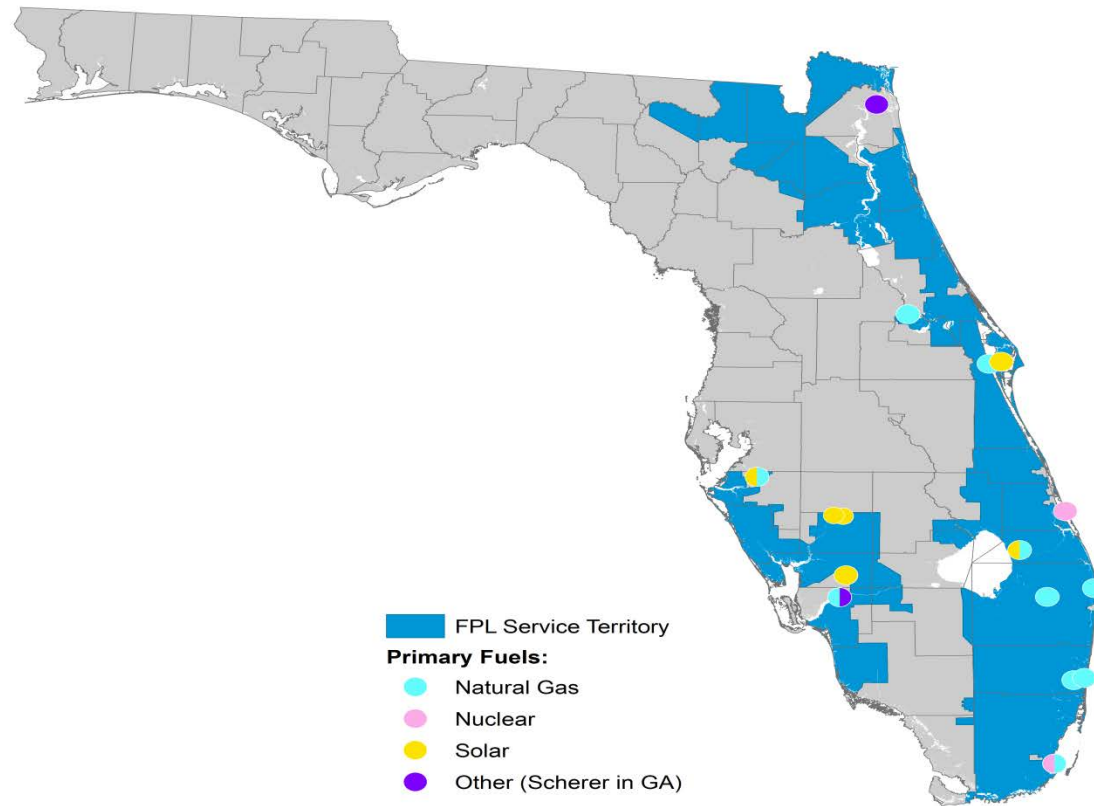 FPL Service Territory
Primary Fuels:
Natural Gas
Nuclear
Solar
Other (Scherer in GA)